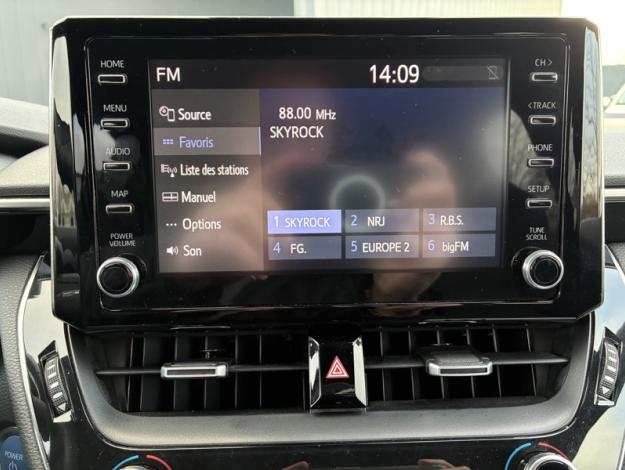 HOME
MENU
AUDIO
MAP
POWER
VOLUME
FM
14:09
Source
Favoris
Liste des stations
Manuel
Options
Son
88.00 MHz
SKYROCK
1 SKYROCK
2 NRJ
3 R.B.S.
4 FG.
5 EUROPE 2
6 bigFM
CH >
< TRACK
PHONE
SETUP
TUNE
SCROLL
POWER